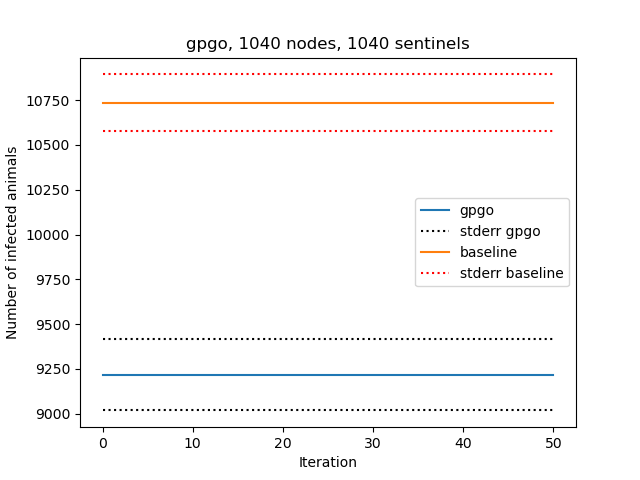 gpgo, 1040 nodes, 1040 sentinels
Number of infected animals
10750
10500
10250
10000
9750
9500
9250
9000
gpgo
stderr gpgo
baseline
stderr baseline
0 10 20 30 40 50
Iteration